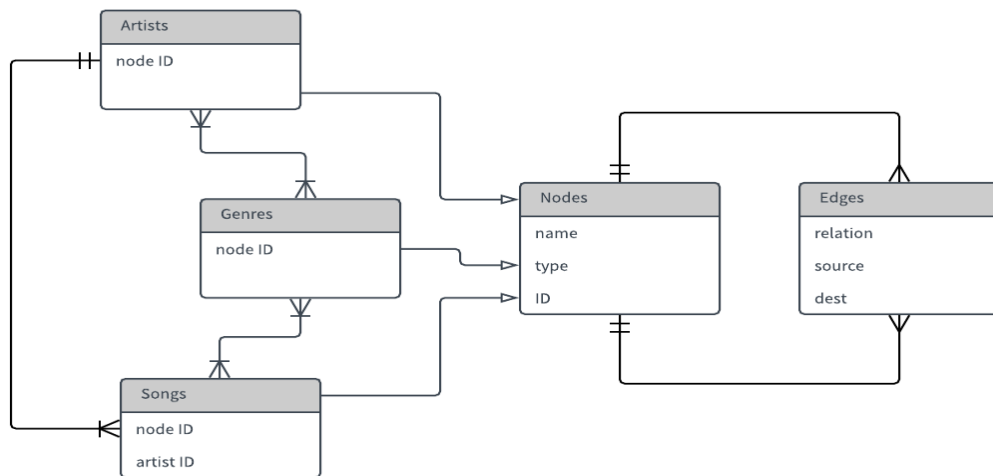 Artists
node ID
Genres
node ID
Songs
node ID
artist ID
Nodes
name
type
ID
Edges
relation
source
dest